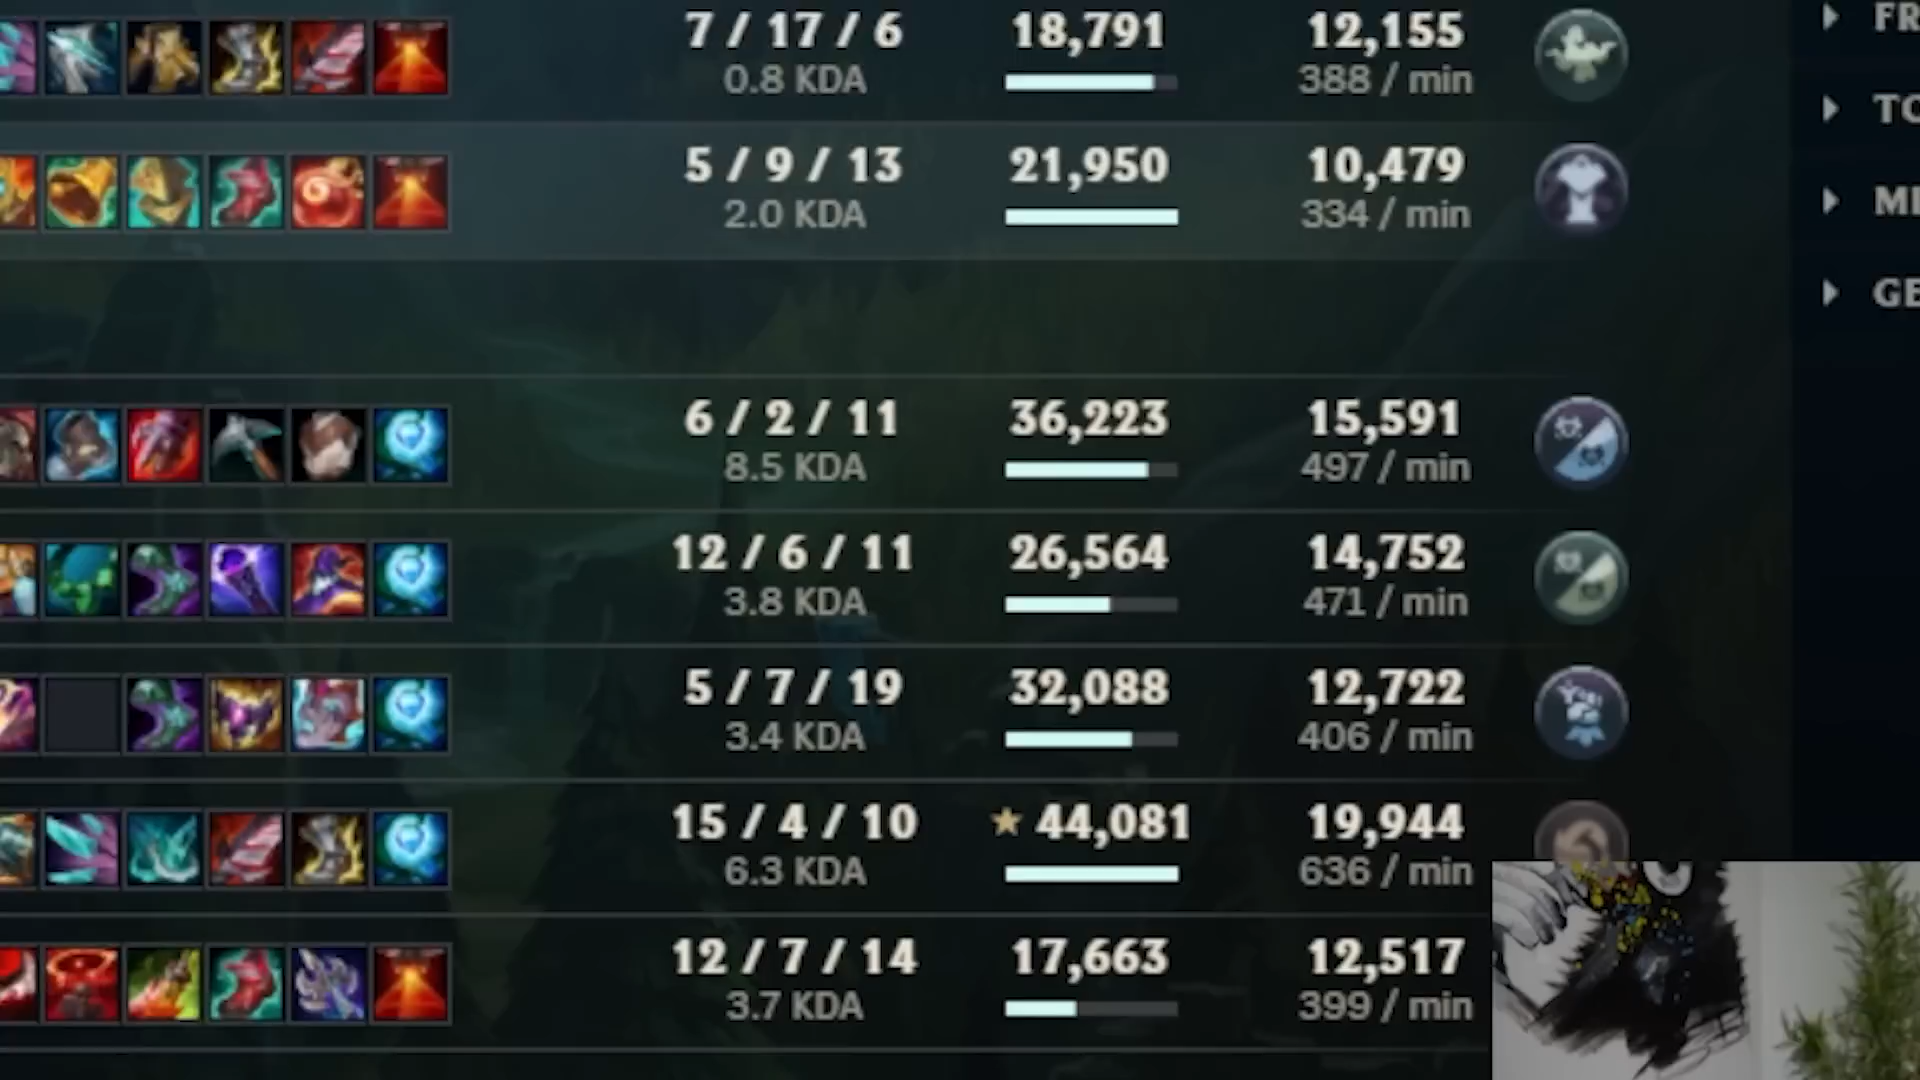 7 / 17 / 6 18,791 12,155
0.8 KDA 388 / min
5 / 9 / 13 21,950 10,479
2.0 KDA 334 / min
6 / 2 / 11 36,223 15,591
8.5 KDA 497 / min
12 / 6 / 11 26,564 14,752
3.8 KDA 471 / min
5 / 7 / 19 32,088 12,722
3.4 KDA 406 / min
15 / 4 / 10 44,081 19,944
6.3 KDA 636 / min
12 / 7 / 14 17,663 12,517
3.7 KDA 399 / min
FR
TO
MI
GE